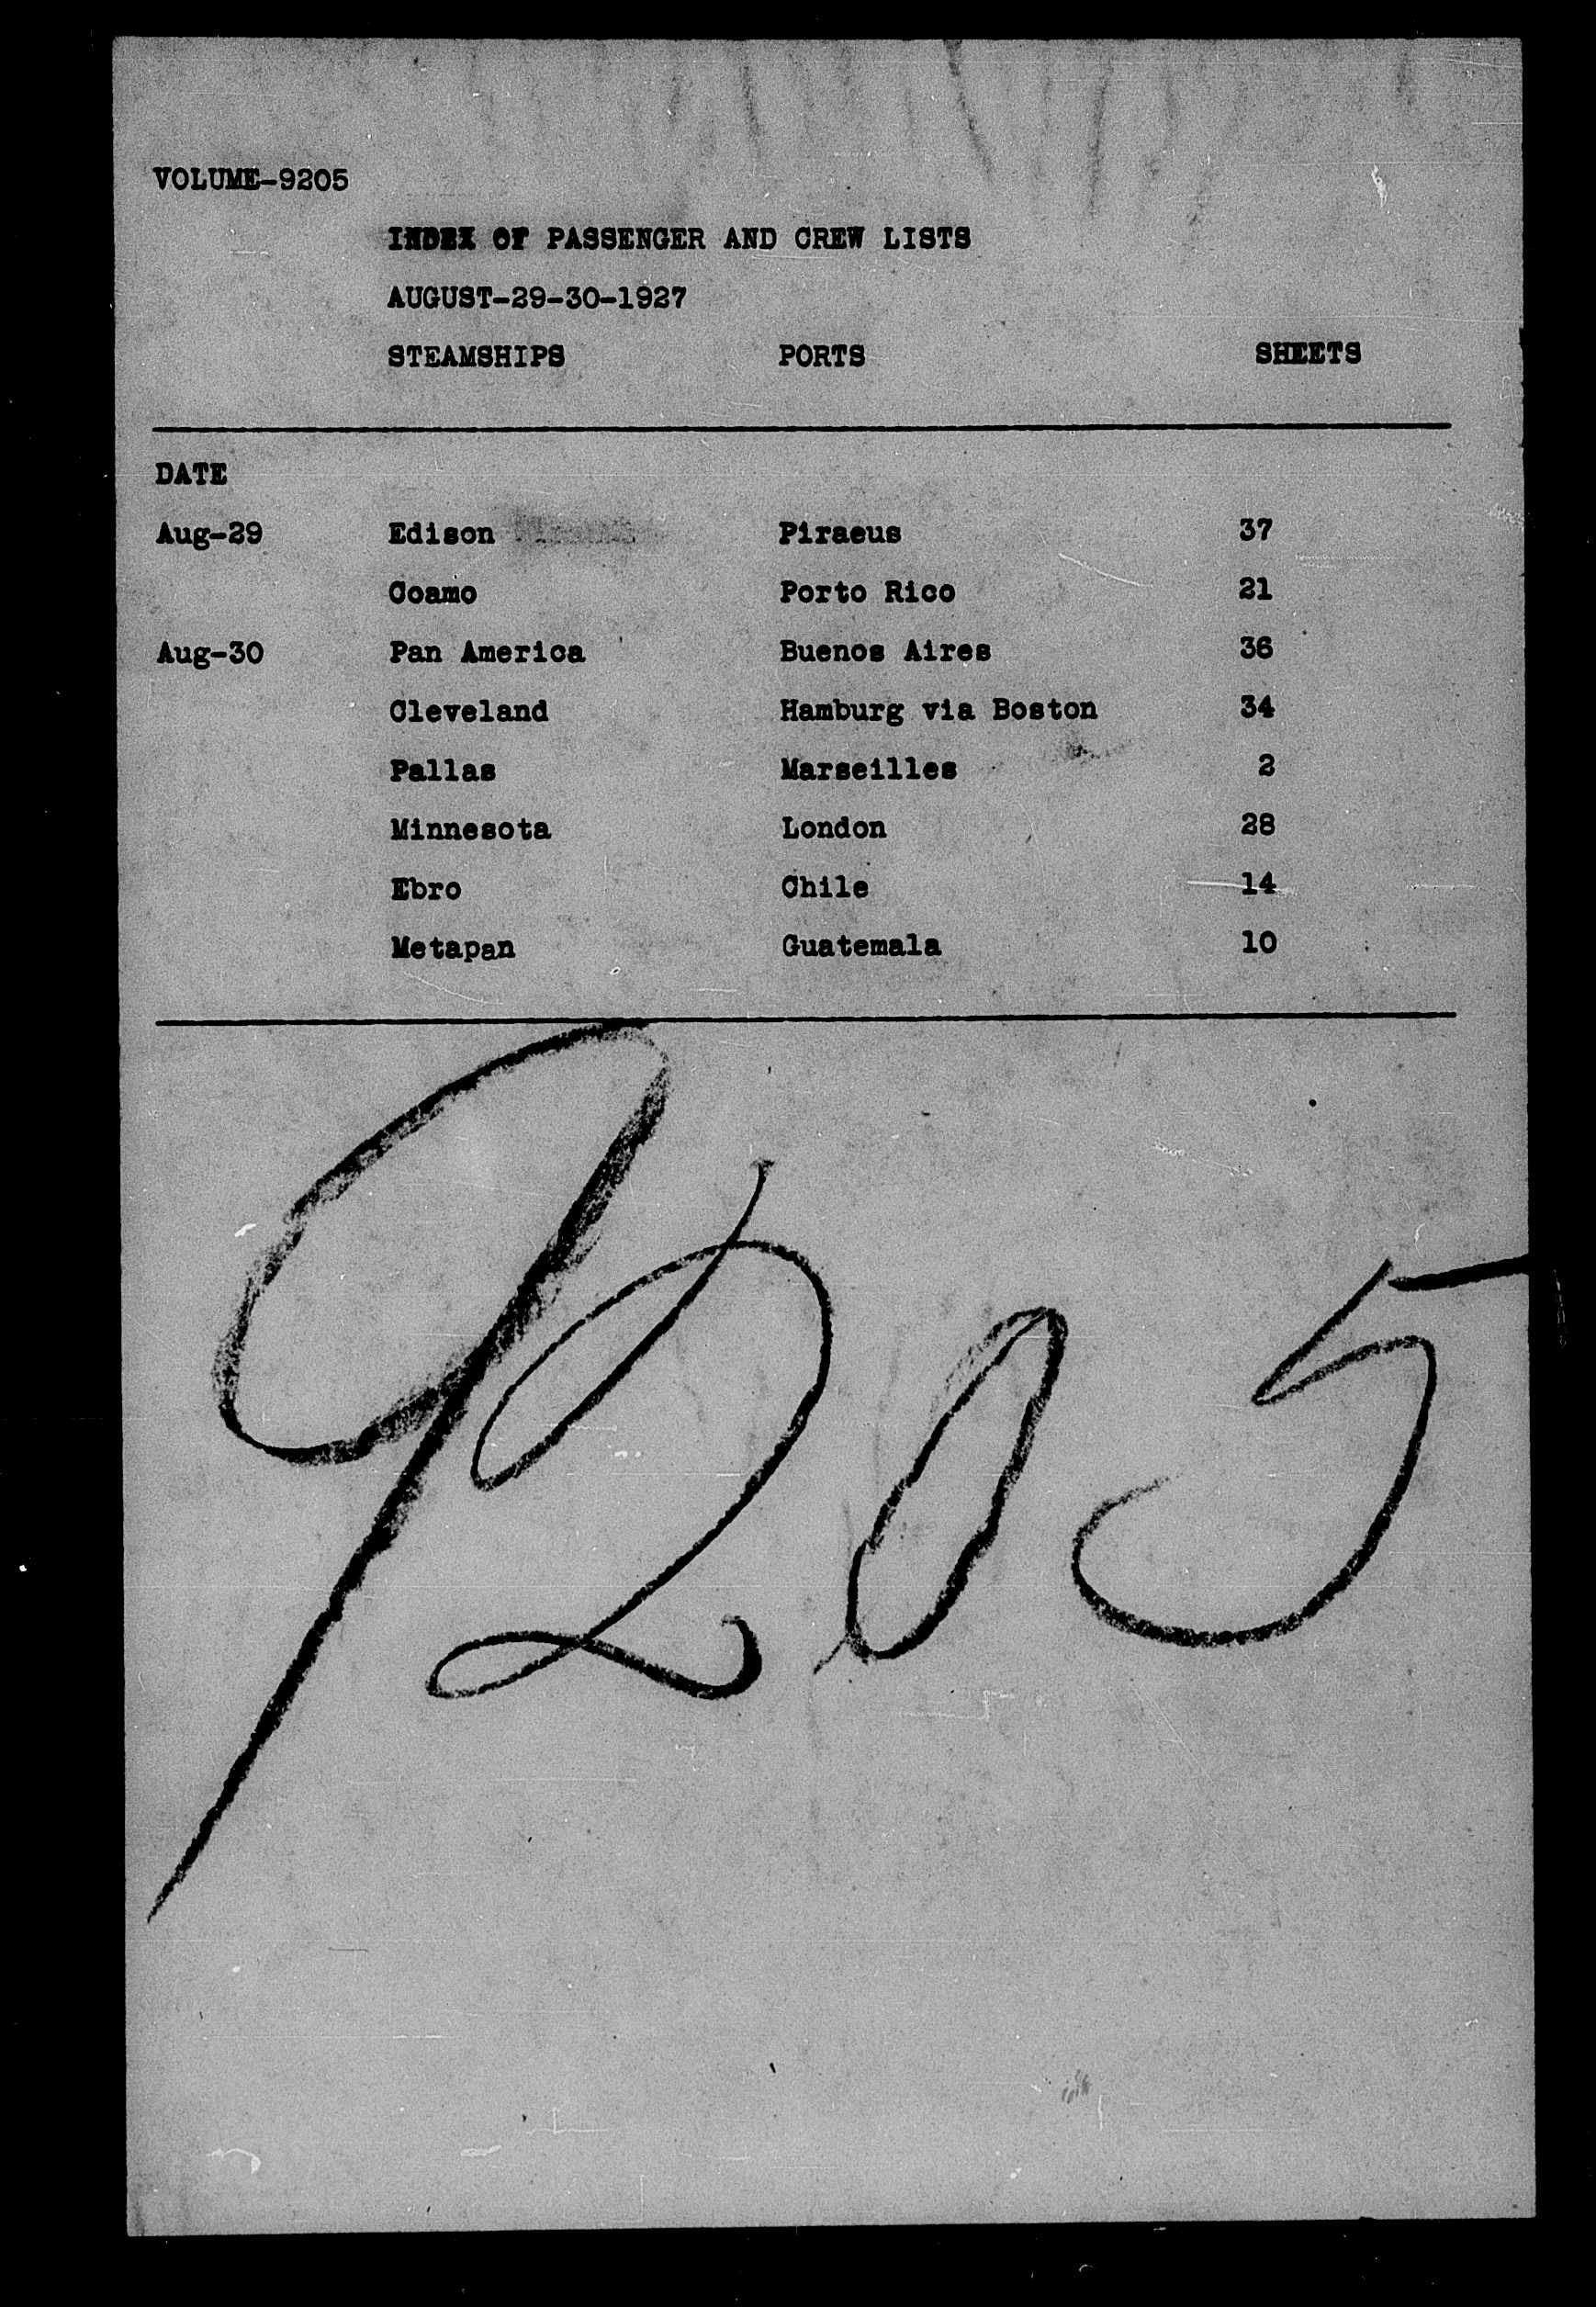 VOLUME-9205
INDEX OF PASSENGER AND CREW LISTS
AUGUST-29-30-1927
STEAMSHIPS PORTS SHEETS
DATE
Aug-29 Edison Piraeus 37
Coamo Porto Rico 21
Aug-30 Pan America Buenos Aires 36
Cleveland Hamburg via Boston 34
Pallas Marseilles 2
Minnesota London 28
Ebro Chile 14
Metapan Guatemala 10
9205